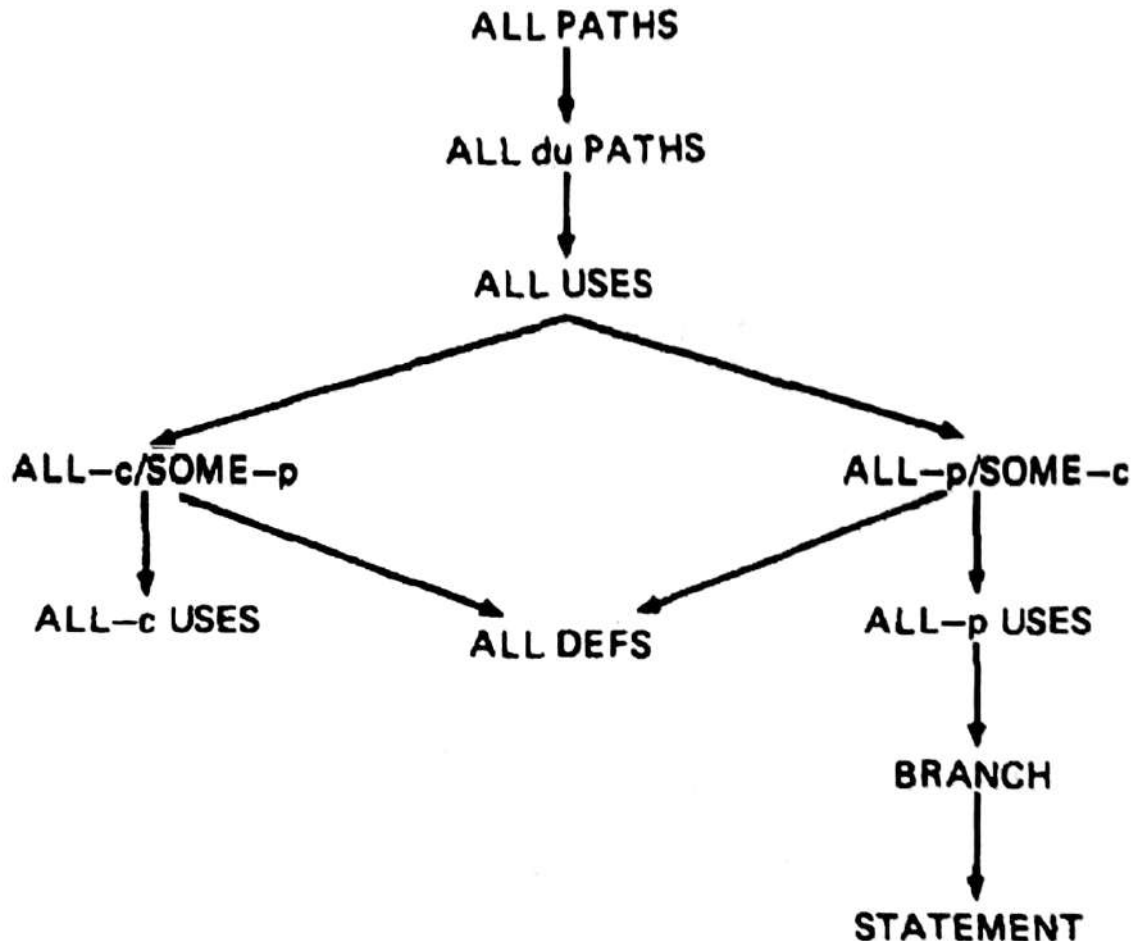 ALL PATHS
ALL du PATHS
ALL USES
ALL–c/SOME–p
ALL–p/SOME–c
ALL–c USES
ALL DEFS
ALL–p USES
BRANCH
STATEMENT